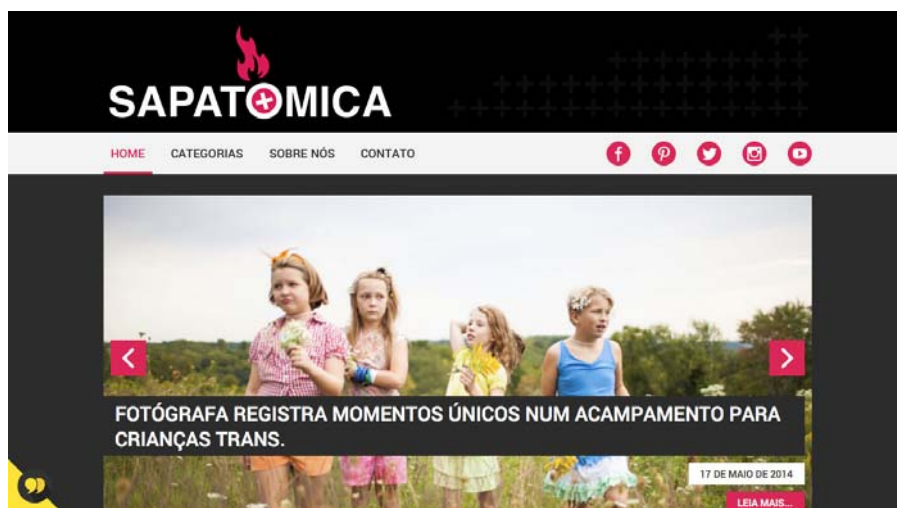 SAPATOMICA
HOME CATEGORIAS SOBRE NÓS CONTATO
FOTÓGRAFA REGISTRA MOMENTOS ÚNICOS NUM ACAMPAMENTO PARA
CRIANÇAS TRANS.
17 DE MAIO DE 2014
LEIA MAIS...